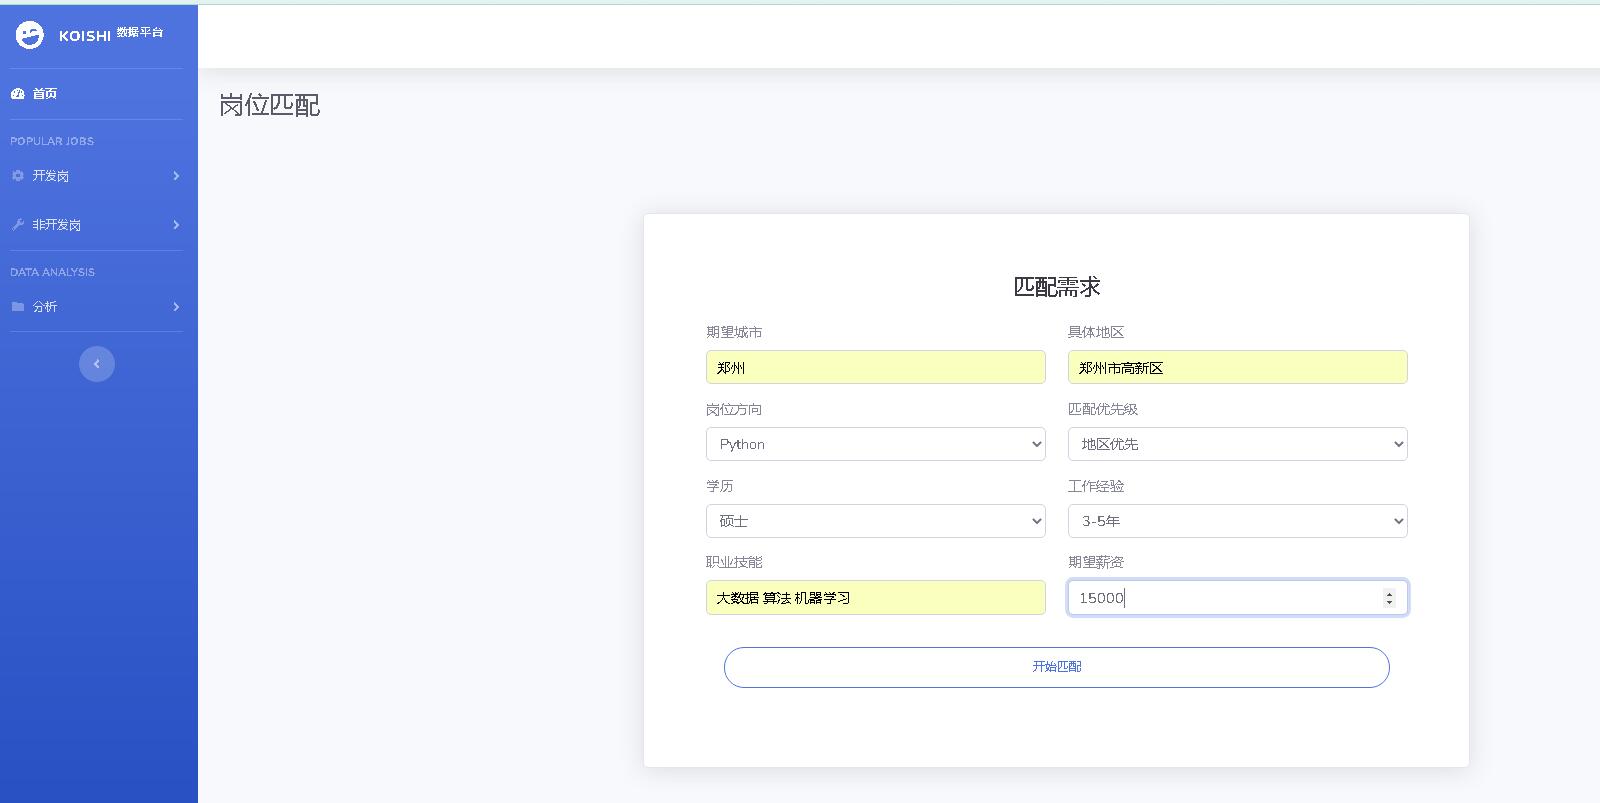 KOISHI 数据平台
首页
POPULAR JOBS
开发岗
非开发岗
DATA ANALYSIS
分析
岗位匹配
匹配需求
期望城市 具体地区
郑州 郑州市高新区
岗位方向 匹配优先级
Python 地区优先
学历 工作经验
硕士 3-5年
职业技能 期望薪资
大数据 算法 机器学习 15000
开始匹配